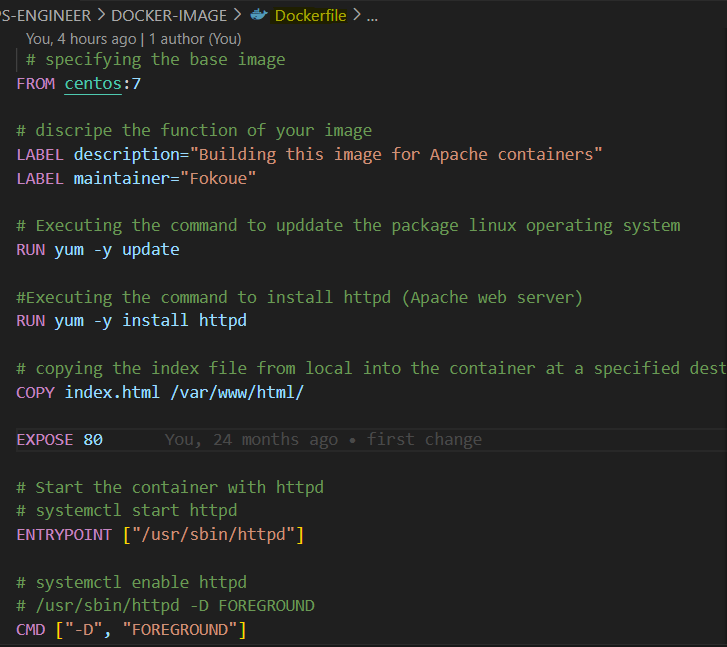 PS-ENGINEER > DOCKER-IMAGE > Dockerfile > ...
You, 4 hours ago | 1 author (You)
# specifying the base image
FROM centos:7
# discripe the function of your image
LABEL description="Building this image for Apache containers"
LABEL maintainer="Fokoue"
# Executing the command to upddate the package linux operating system
RUN yum -y update
#Executing the command to install httpd (Apache web server)
RUN yum -y install httpd
# copying the index file from local into the container at a specified dest
COPY index.html /var/www/html/
EXPOSE 80 You, 24 months ago • first change
# Start the container with httpd
# systemctl start httpd
ENTRYPOINT ["/usr/sbin/httpd"]
# systemctl enable httpd
# /usr/sbin/httpd -D FOREGROUND
CMD ["-D", "FOREGROUND"]